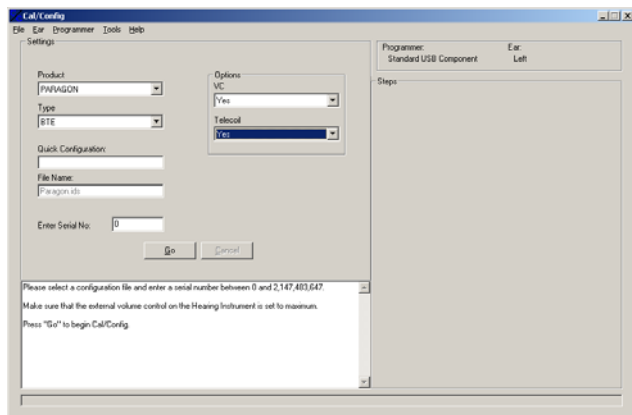 Cal/Config
File Ear Programmer Tools Help
Settings
Product
PARAGON
Type
BTE
Quick Configuration:
File Name:
Paragon.ids
Enter Serial No: 0
Options
VC
Yes
Telecoil
Yes
Go Cancel
Please select a configuration file and enter a serial number between 0 and 2,147,483,647.
Make sure that the external volume control on the Hearing Instrument is set to maximum.
Press "Go" to begin Cal/Config.
Programmer: Ear:
Standard USB Component Left
Steps